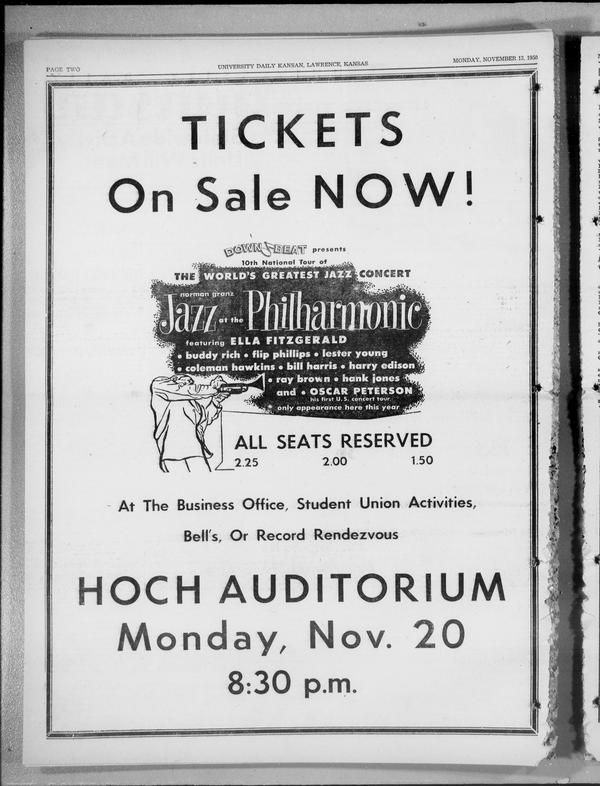 PAGE TWO
UNIVERSITY DAILY KANSAN, LAWRENCE, KANSAS
MONDAY, NOVEMBER 13, 1950
TICKETS
On Sale NOW!
DOWN BEAT presents
10th National Tour of
THE WORLD'S GREATEST JAZZ CONCERT
norman granz
Jazz at the Philharmonic
featuring ELLA FITZGERALD
• buddy rich • flip phillips • lester young
• coleman hawkins • bill harris • harry edison
• ray brown • hank jones
and • OSCAR PETERSON
his first U.S. concert tour
• only appearance here this year
ALL SEATS RESERVED
2.25 2.00 1.50
At The Business Office, Student Union Activities,
Bell's, Or Record Rendezvous
HOCH AUDITORIUM
Monday, Nov. 20
8:30 p.m.